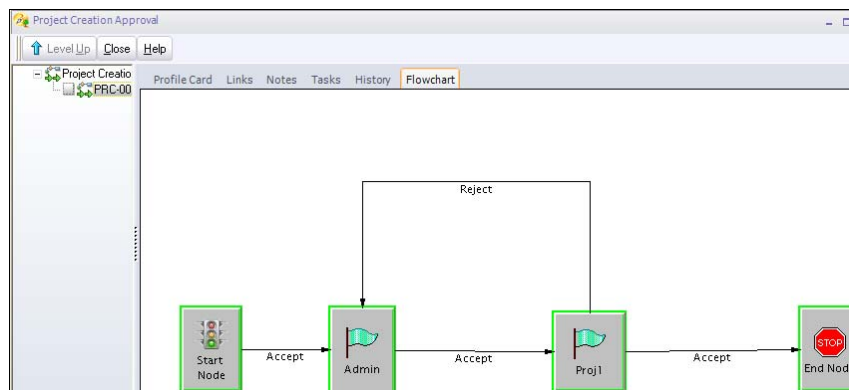 Project Creation Approval
Level Up Close Help
Project Creatio
PRC-00
Profile Card Links Notes Tasks History Flowchart
Reject
Start Node
Accept
Admin
Accept
Proj1
Accept
STOP
End Nod